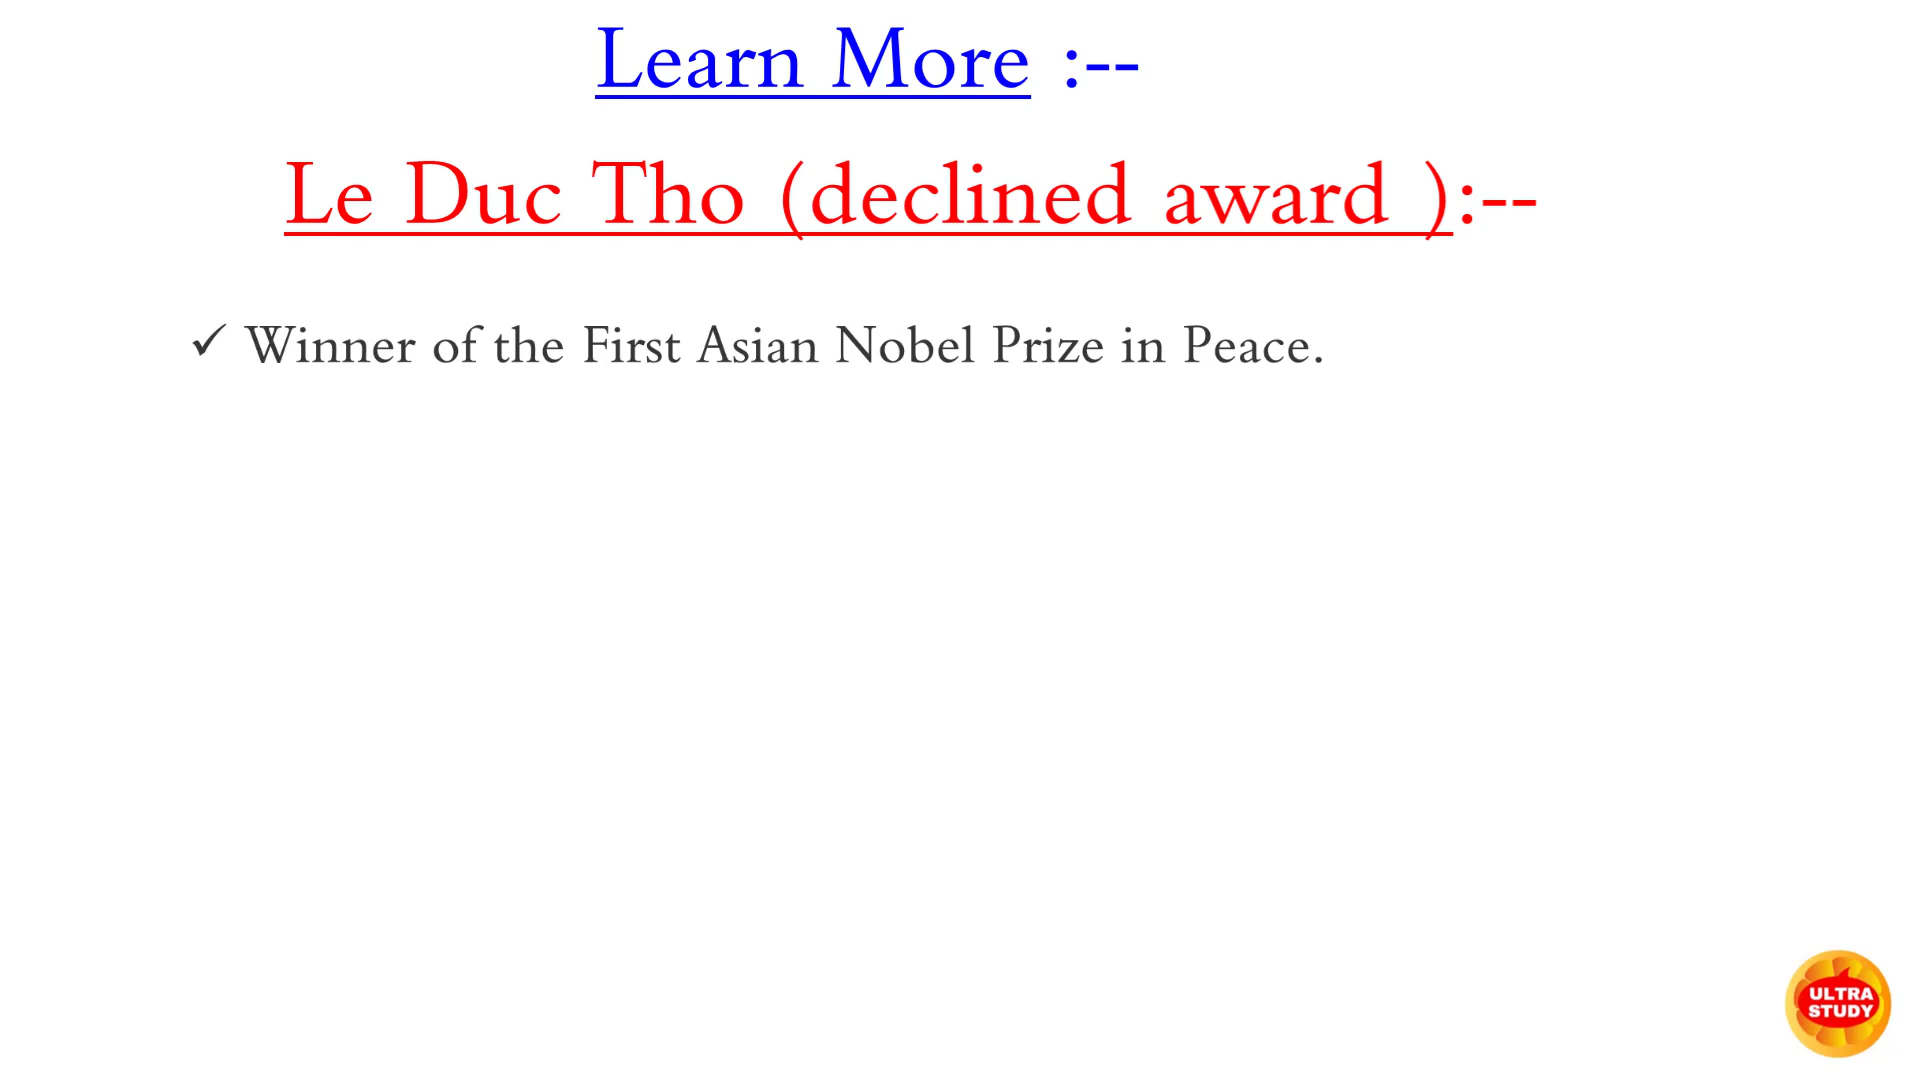 Learn More :--
Le Duc Tho (declined award ):--
✓ Winner of the First Asian Nobel Prize in Peace.
ULTRA
STUDY